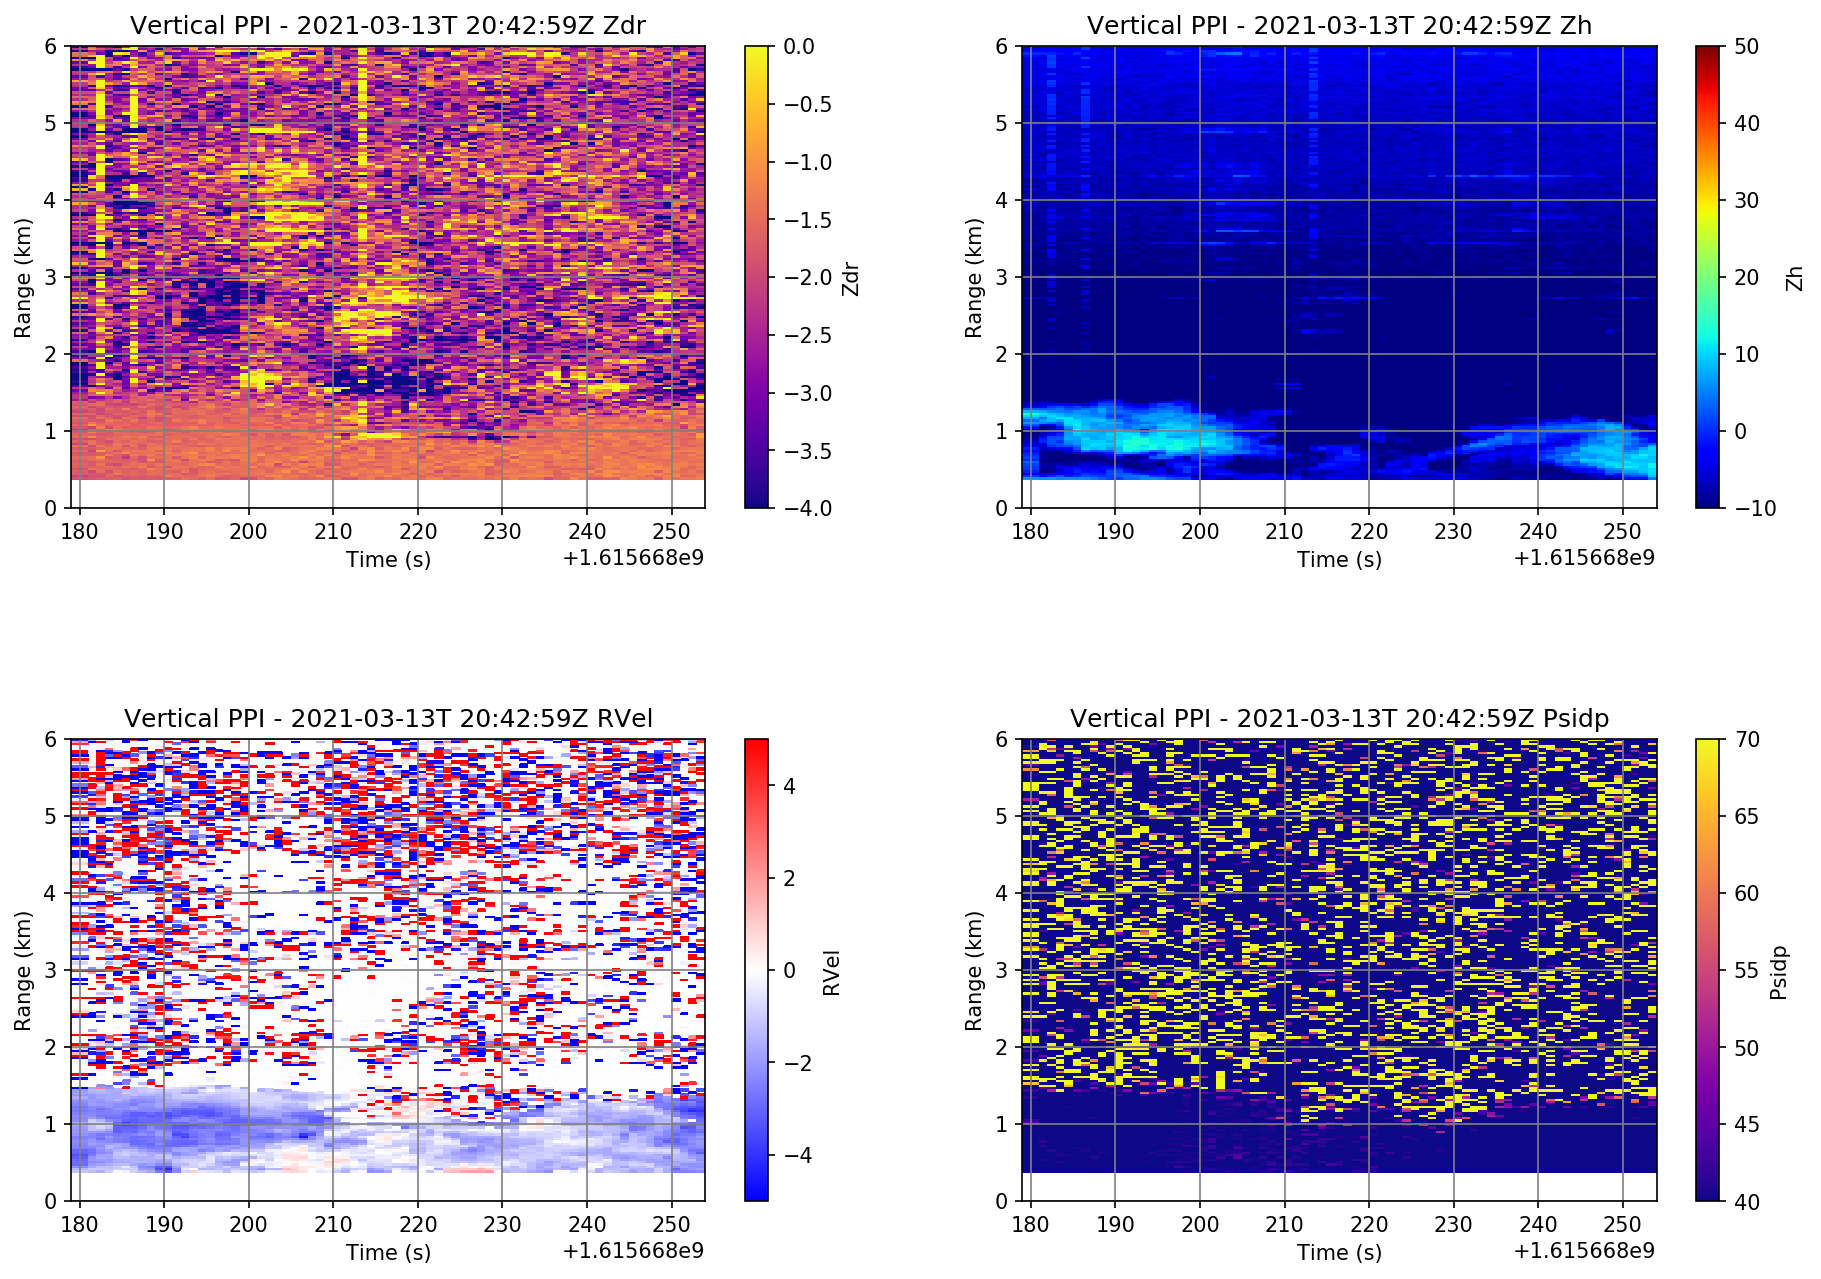 Vertical PPI - 2021-03-13T 20:42:59Z Zdr
6
5
4
3
2
1
0
Range (km)
180 190 200 210 220 230 240 250
Time (s)
+1.615668e9
0.0
−0.5
−1.0
−1.5
−2.0
−2.5
−3.0
−3.5
−4.0
Zdr
Vertical PPI - 2021-03-13T 20:42:59Z Zh
6
5
4
3
2
1
0
Range (km)
180 190 200 210 220 230 240 250
Time (s)
+1.615668e9
50
40
30
20
10
0
−10
Zh
Vertical PPI - 2021-03-13T 20:42:59Z RVel
6
5
4
3
2
1
0
Range (km)
180 190 200 210 220 230 240 250
Time (s)
+1.615668e9
4
2
0
−2
−4
RVel
Vertical PPI - 2021-03-13T 20:42:59Z Psidp
6
5
4
3
2
1
0
Range (km)
180 190 200 210 220 230 240 250
Time (s)
+1.615668e9
70
65
60
55
50
45
40
Psidp